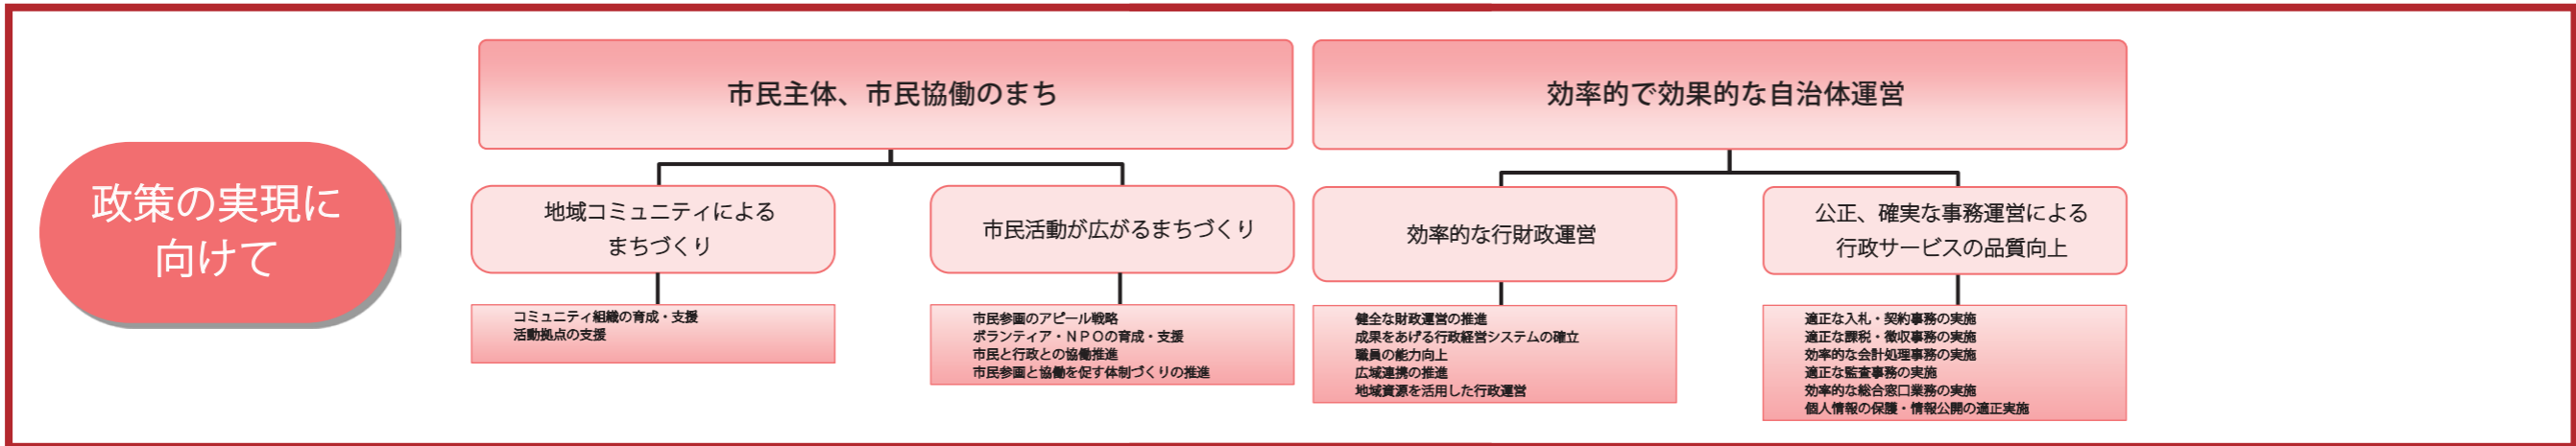 政策の実現に
向けて
市民主体、市民協働のまち
地域コミュニティによる
まちづくり
コミュニティ組織の育成・支援
活動拠点の支援
市民活動が広がるまちづくり
市民参画のアピール戦略
ボランティア・ＮＰＯの育成・支援
市民と行政との協働推進
市民参画と協働を促す体制づくりの推進
効率的で効果的な自治体運営
効率的な行財政運営
健全な財政運営の推進
成果をあげる行政経営システムの確立
職員の能力向上
広域連携の推進
地域資源を活用した行政運営
公正、確実な事務運営による
行政サービスの品質向上
適正な入札・契約事務の実施
適正な課税・徴収事務の実施
効率的な会計処理事務の実施
適正な監査事務の実施
効率的な総合窓口業務の実施
個人情報の保護・情報公開の適正実施